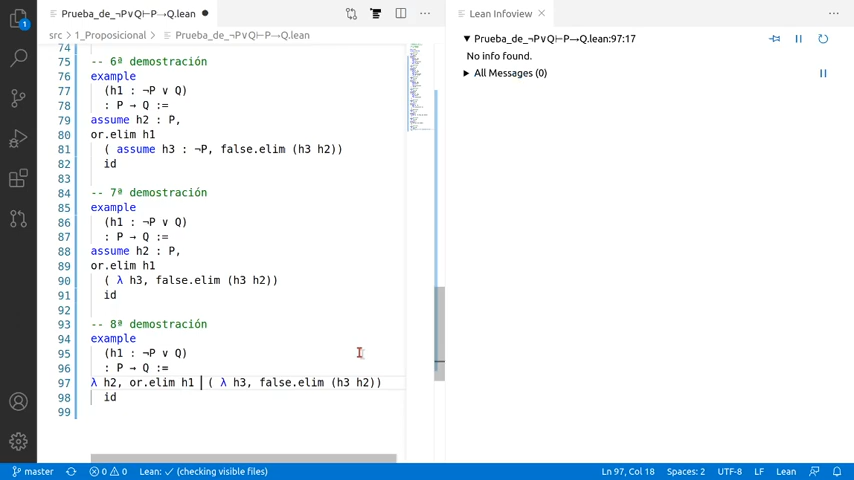 Prueba_de_¬P∨Q⊢P→Q.lean
Lean Infoview
src > 1_Proposicional > Prueba_de_¬P∨Q⊢P→Q.lean
Prueba_de_¬P∨Q⊢P→Q.lean:97:17
No info found.
All Messages (0)
1
74
75 -- 6ª demostración
76 example
77 (h1 : ¬P ∨ Q)
78 : P → Q :=
79 assume h2 : P,
80 or.elim h1
81 ( assume h3 : ¬P, false.elim (h3 h2))
82 id
83
84 -- 7ª demostración
85 example
86 (h1 : ¬P ∨ Q)
87 : P → Q :=
88 assume h2 : P,
89 or.elim h1
90 ( λ h3, false.elim (h3 h2))
91 id
92
93 -- 8ª demostración
94 example
95 (h1 : ¬P ∨ Q)
96 : P → Q :=
97 λ h2, or.elim h1 ( λ h3, false.elim (h3 h2))
98 id
99
master 0 0 Lean: ✓ (checking visible files) Ln 97, Col 18 Spaces: 2 UTF-8 LF Lean